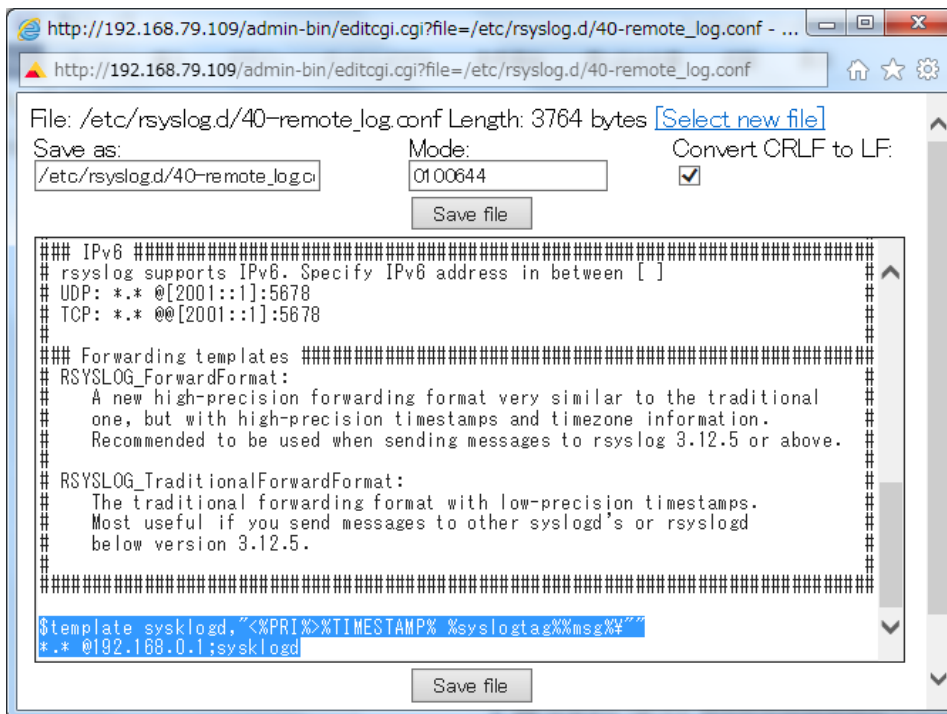 http://192.168.79.109/admin-bin/editcgi.cgi?file=/etc/rsyslog.d/40-remote_log.conf - ...
http://192.168.79.109/admin-bin/editcgi.cgi?file=/etc/rsyslog.d/40-remote_log.conf
File: /etc/rsyslog.d/40-remote_log.conf Length: 3764 bytes [Select new file]
Save as: Mode: Convert CRLF to LF:
/etc/rsyslog.d/40-remote_log.c 0100644
Save file
### IPv6 #######################################################################
# rsyslog supports IPv6. Specify IPv6 address in between [ ] #
# UDP: *.* @[2001::1]:5678 #
# TCP: *.* @@[2001::1]:5678 #
# #
### Forwarding templates #######################################################
# RSYSLOG_ForwardFormat: #
# A new high-precision forwarding format very similar to the traditional #
# one, but with high-precision timestamps and timezone information. #
# Recommended to be used when sending messages to rsyslog 3.12.5 or above. #
# #
# RSYSLOG_TraditionalForwardFormat: #
# The traditional forwarding format with low-precision timestamps. #
# Most useful if you send messages to other syslogd's or rsyslogd #
# below version 3.12.5. #
# #
################################################################################
$template sysklogd,"<%PRI%>%TIMESTAMP% %syslogtag%%msg%¥""
*.* @192.168.0.1;sysklogd
Save file